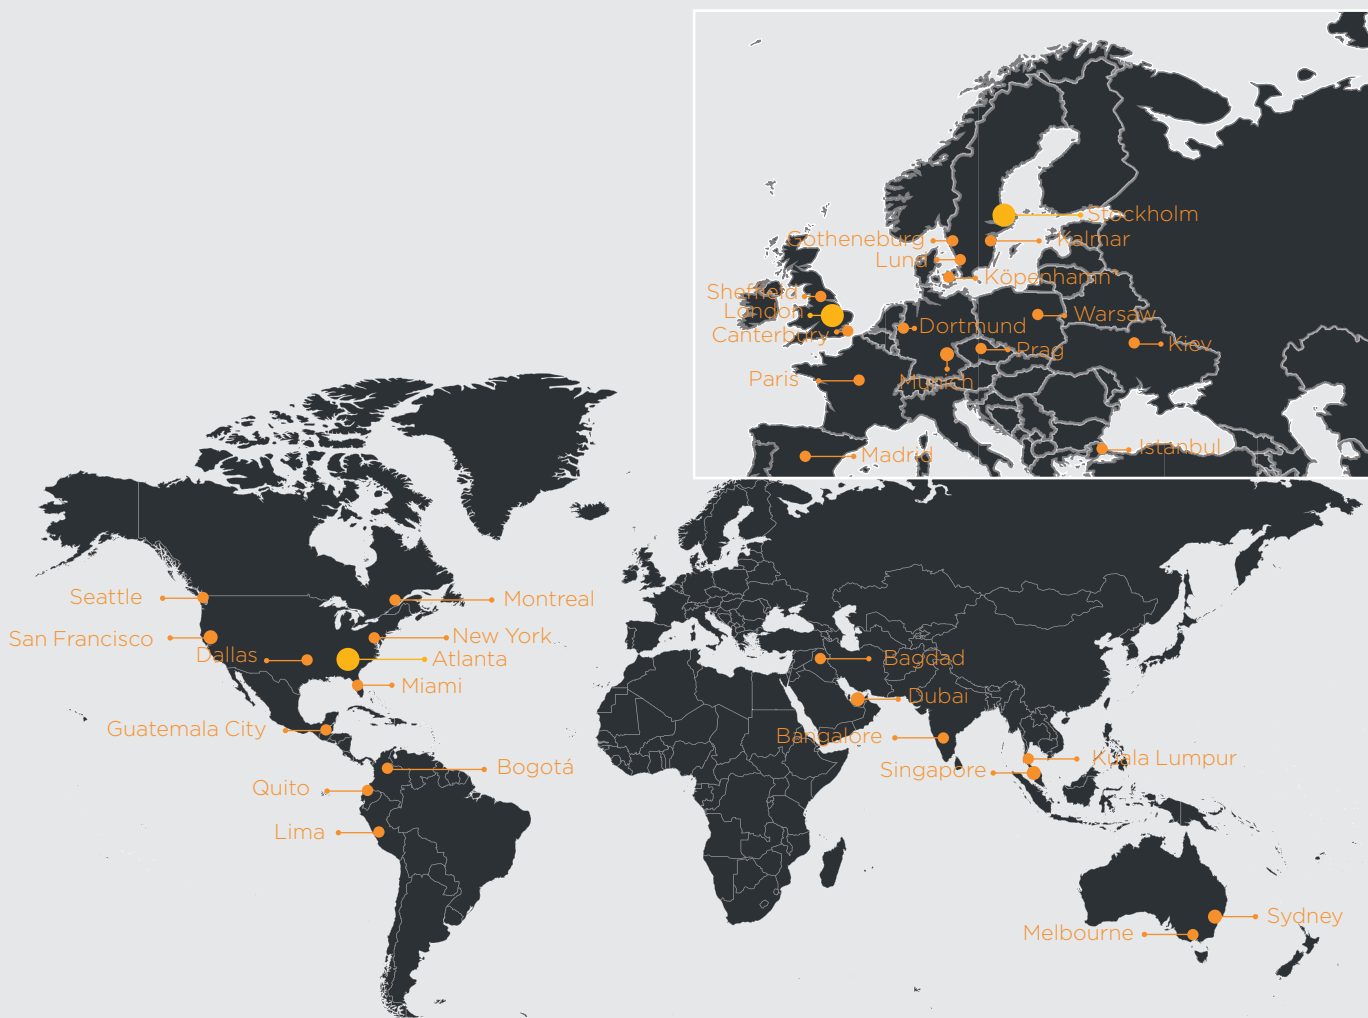 Stockholm
Gotheneburg
Kalmar
Lund
Köpenhamn
Sheffield
London
Warsaw
Dortmund
Canterbury
Kiev
Prag
Paris
Munich
Istanbul
Madrid
Seattle
Montreal
San Francisco
New York
Dallas
Atlanta
Bagdad
Miami
Dubai
Guatemala City
Bangalore
Kuala Lumpur
Bogotá
Singapore
Quito
Lima
Sydney
Melbourne